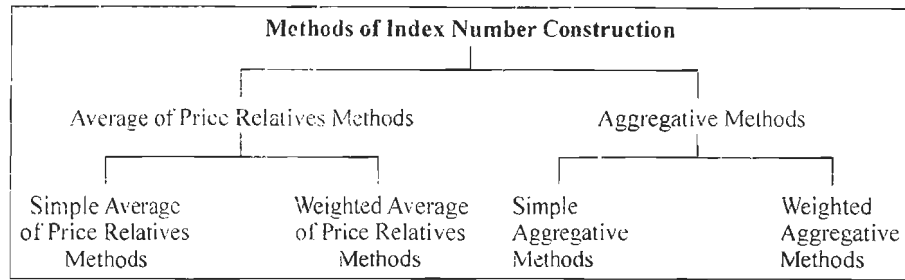 Methods of Index Number Construction
Average of Price Relatives Methods
Aggregative Methods
Simple Average
of Price Relatives
Methods
Weighted Average
of Price Relatives
Methods
Simple
Aggregative
Methods
Weighted
Aggregative
Methods